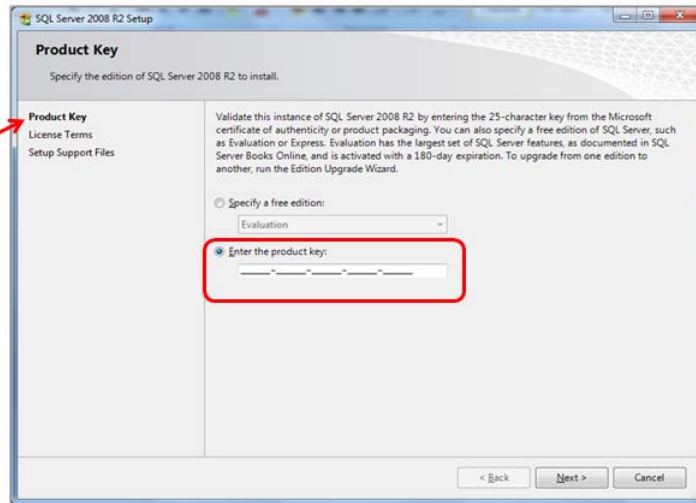 SQL Server 2008 R2 Setup
Product Key
Specify the edition of SQL Server 2008 R2 to install.
Product Key
License Terms
Setup Support Files
Validate this instance of SQL Server 2008 R2 by entering the 25-character key from the Microsoft
certificate of authenticity or product packaging. You can also specify a free edition of SQL Server, such
as Evaluation or Express. Evaluation has the largest set of SQL Server features, as documented in SQL
Server Books Online, and is activated with a 180-day expiration. To upgrade from one edition to
another, run the Edition Upgrade Wizard.
Specify a free edition:
Evaluation
Enter the product key:
_____-_____-_____-_____-_____
< Back Next > Cancel